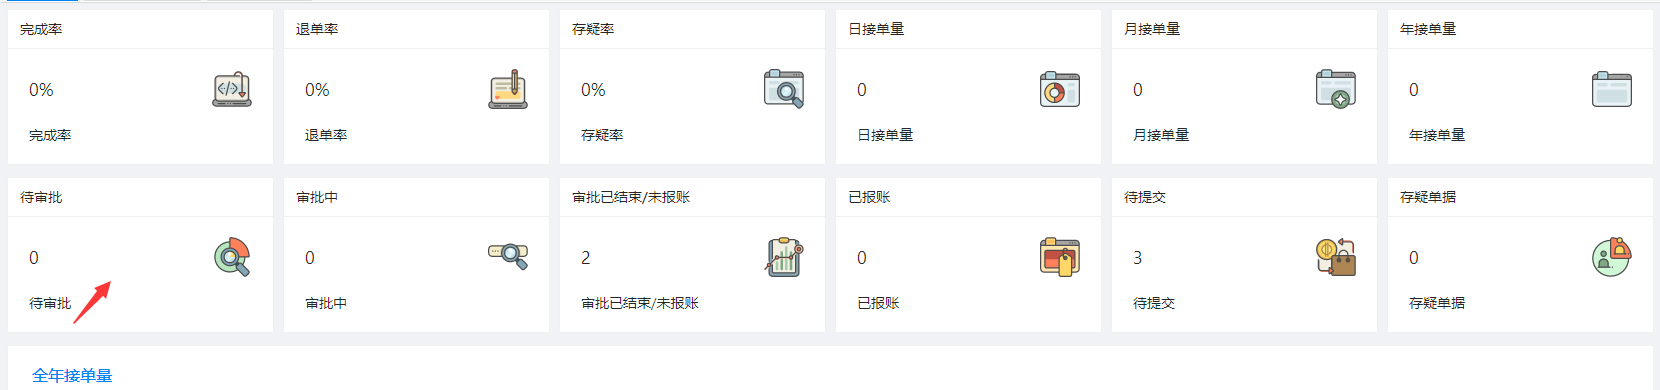 完成率 退单率 存疑率 日接单量 月接单量 年接单量
0% 0% 0% 0 0 0
完成率 退单率 存疑率 日接单量 月接单量 年接单量
待审批 审批中 审批已结束/未报账 已报账 待提交 存疑单据
0 0 2 0 3 0
待审批 审批中 审批已结束/未报账 已报账 待提交 存疑单据
全年接单量